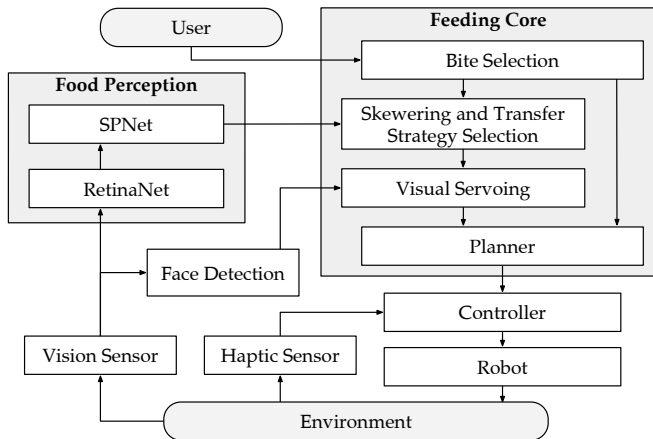 User
Feeding Core
Bite Selection
Food Perception
SPNet
Skewering and Transfer
Strategy Selection
RetinaNet
Visual Servoing
Planner
Face Detection
Controller
Vision Sensor
Haptic Sensor
Robot
Environment